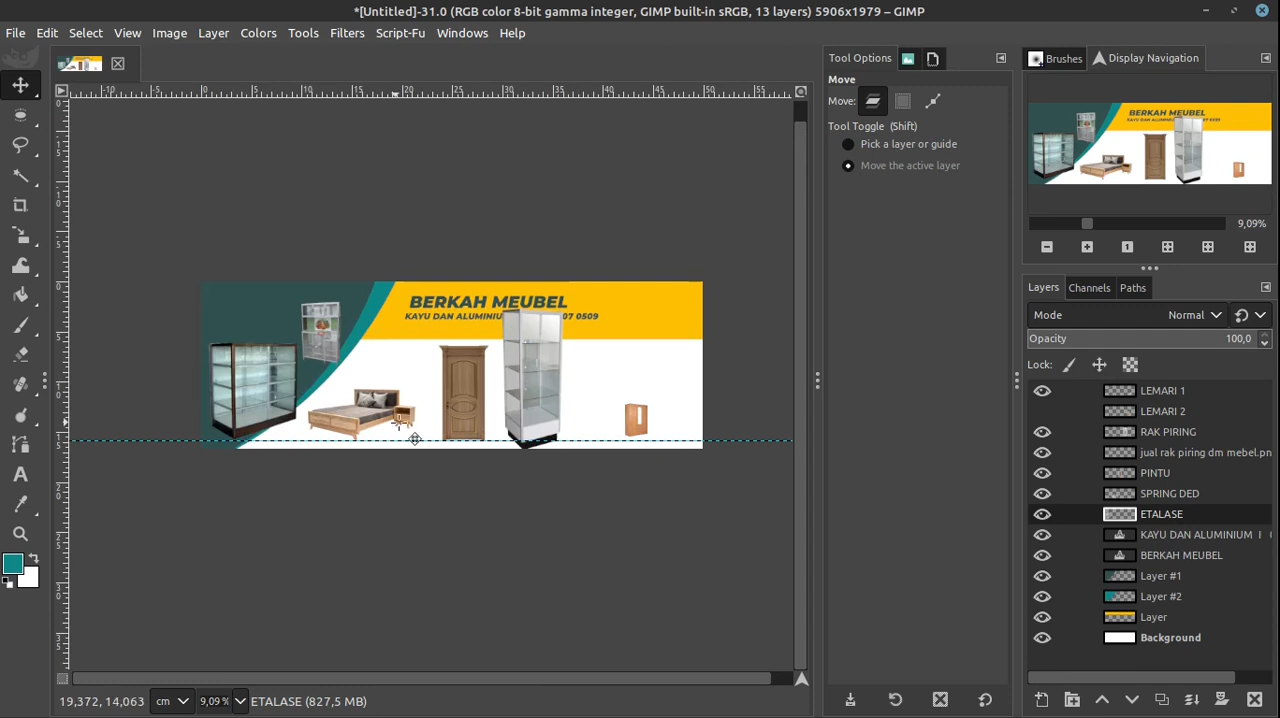 *[Untitled]-31.0 (RGB color 8-bit gamma integer, GIMP built-in sRGB, 13 layers) 5906x1979 – GIMP
File Edit Select View Image Layer Colors Tools Filters Script-Fu Windows Help
Tool Options
Brushes
Display Navigation
Move
Move:
Tool Toggle (Shift)
Pick a layer or guide
Move the active layer
BERKAH MEUBEL
9,09%
Layers
Channels
Paths
BERKAH MEUBEL
KAYU DAN ALUMINIU 07 0509
Mode Normal
Opacity 100,0
Lock:
LEMARI 1
LEMARI 2
RAK PIRING
jual rak piring dm mebel.pn
PINTU
SPRING DED
ETALASE
KAYU DAN ALUMINIUM I
BERKAH MEUBEL
Layer #1
Layer #2
Layer
Background
19,372, 14,063
cm
9,09 %
ETALASE (827,5 MB)